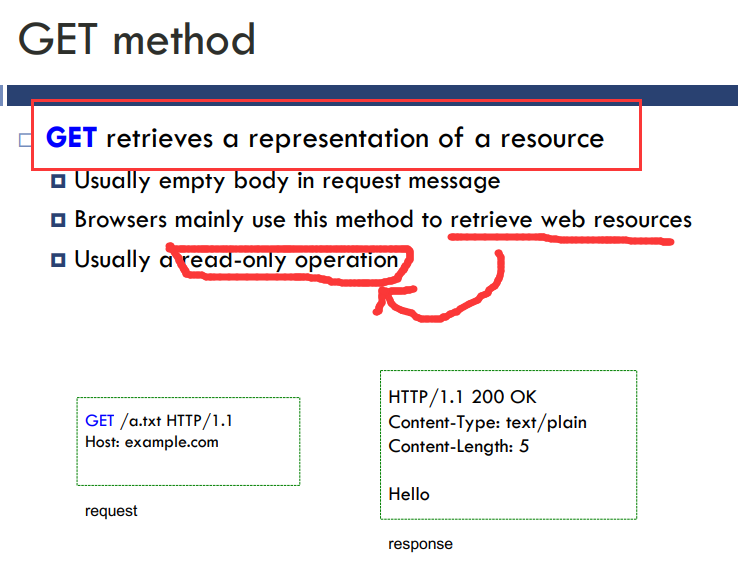 GET method
GET retrieves a representation of a resource
Usually empty body in request message
Browsers mainly use this method to retrieve web resources
Usually a read-only operation
GET /a.txt HTTP/1.1
Host: example.com
request
HTTP/1.1 200 OK
Content-Type: text/plain
Content-Length: 5
Hello
response